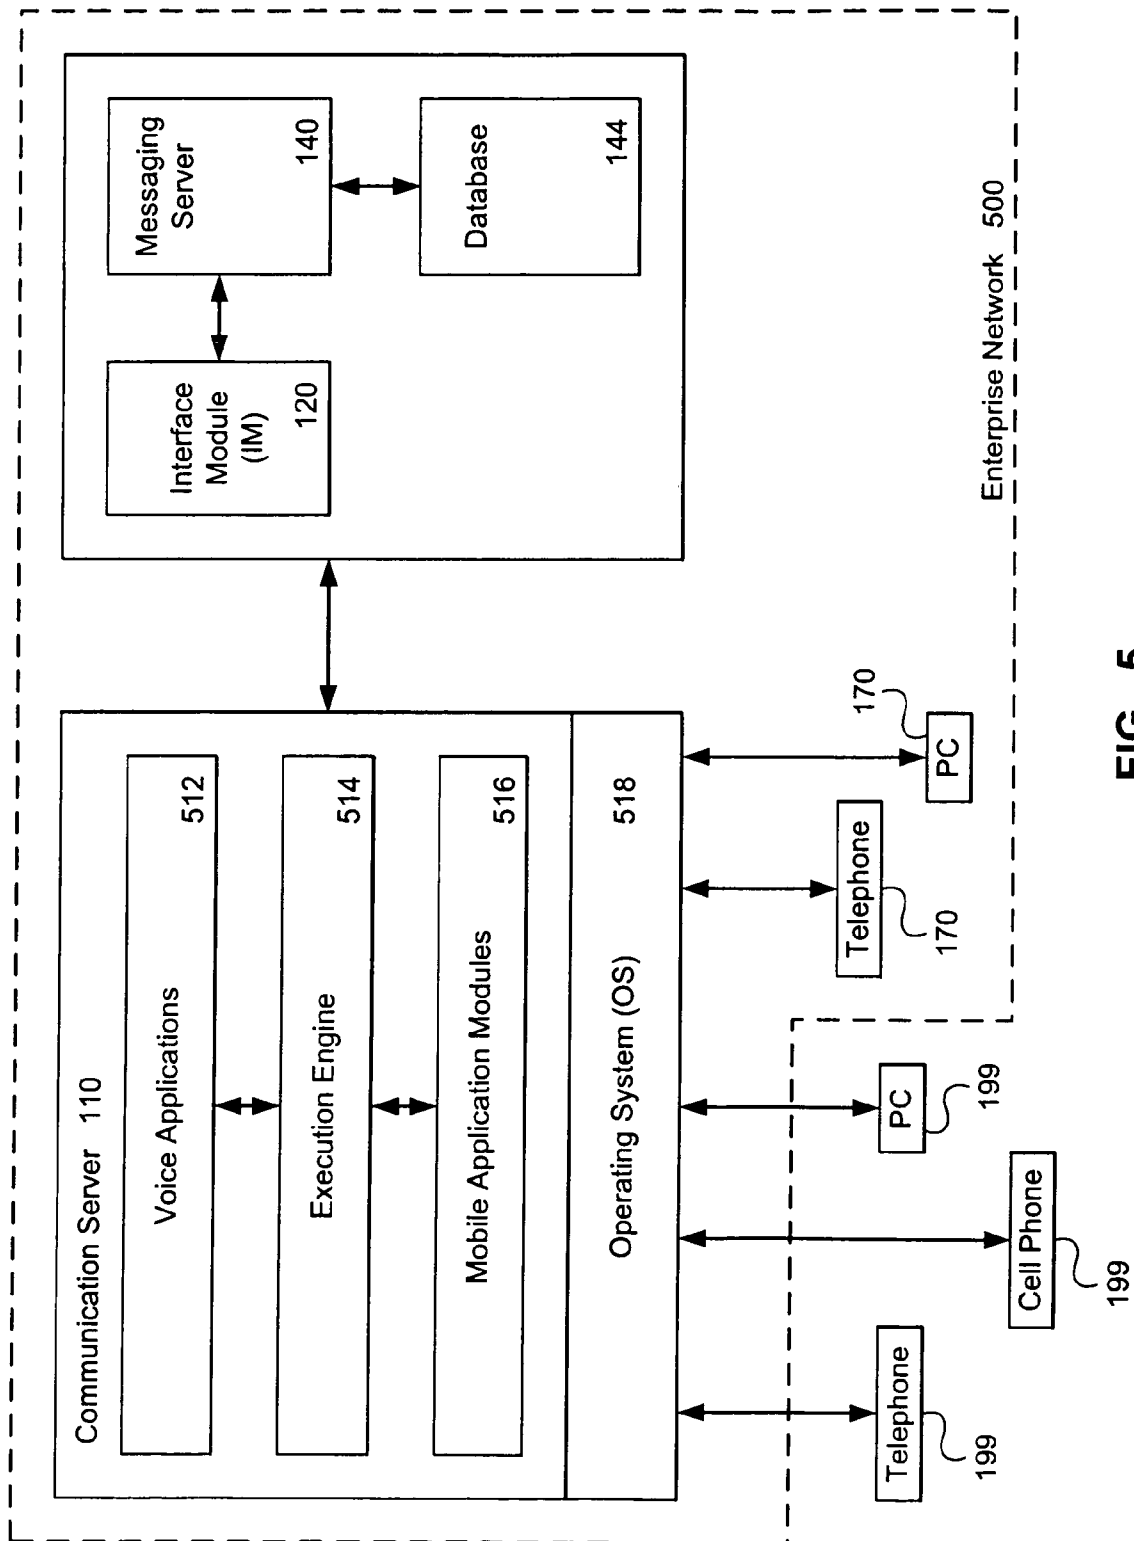 Communication Server 110
Voice Applications
512
Execution Engine
514
Mobile Application Modules
516
Operating System (OS)
518
Interface
Module
(IM)
120
Messaging
Server
140
Database
144
Telephone
199
Cell Phone
199
PC
199
Telephone
170
PC
170
Enterprise Network 500
FIG. 5